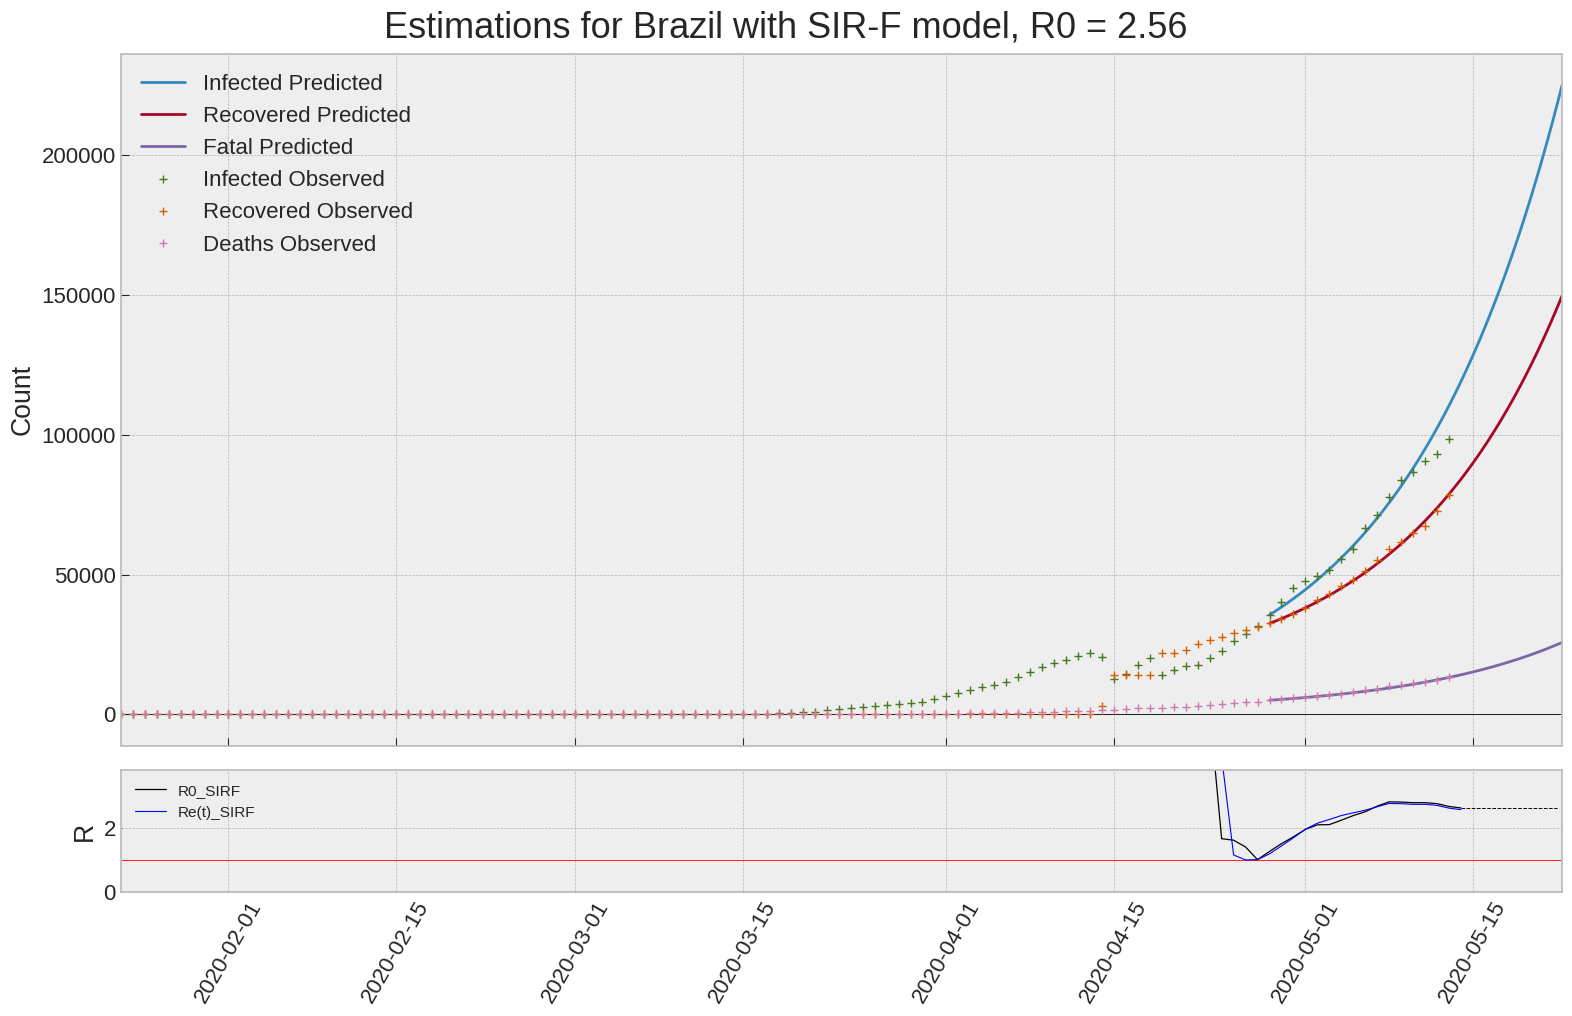 Estimations for Brazil with SIR-F model, R0 = 2.56
Infected Predicted
Recovered Predicted
Fatal Predicted
Infected Observed
Recovered Observed
Deaths Observed
200000
150000
100000
50000
0
Count
R0_SIRF
Re(t)_SIRF
2
0
R
2020-02-01
2020-02-15
2020-03-01
2020-03-15
2020-04-01
2020-04-15
2020-05-01
2020-05-15